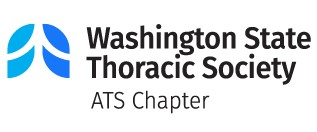 Washington State
Thoracic Society
ATS Chapter